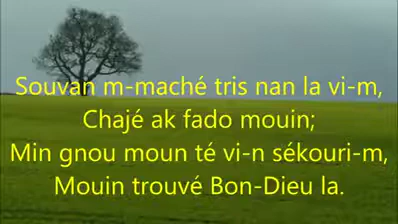 Souvan m-maché tris nan la vi-m,
Chajé ak fado mouin;
Min gnou moun té vi-n sékouri-m,
Mouin trouvé Bon-Dieu la.